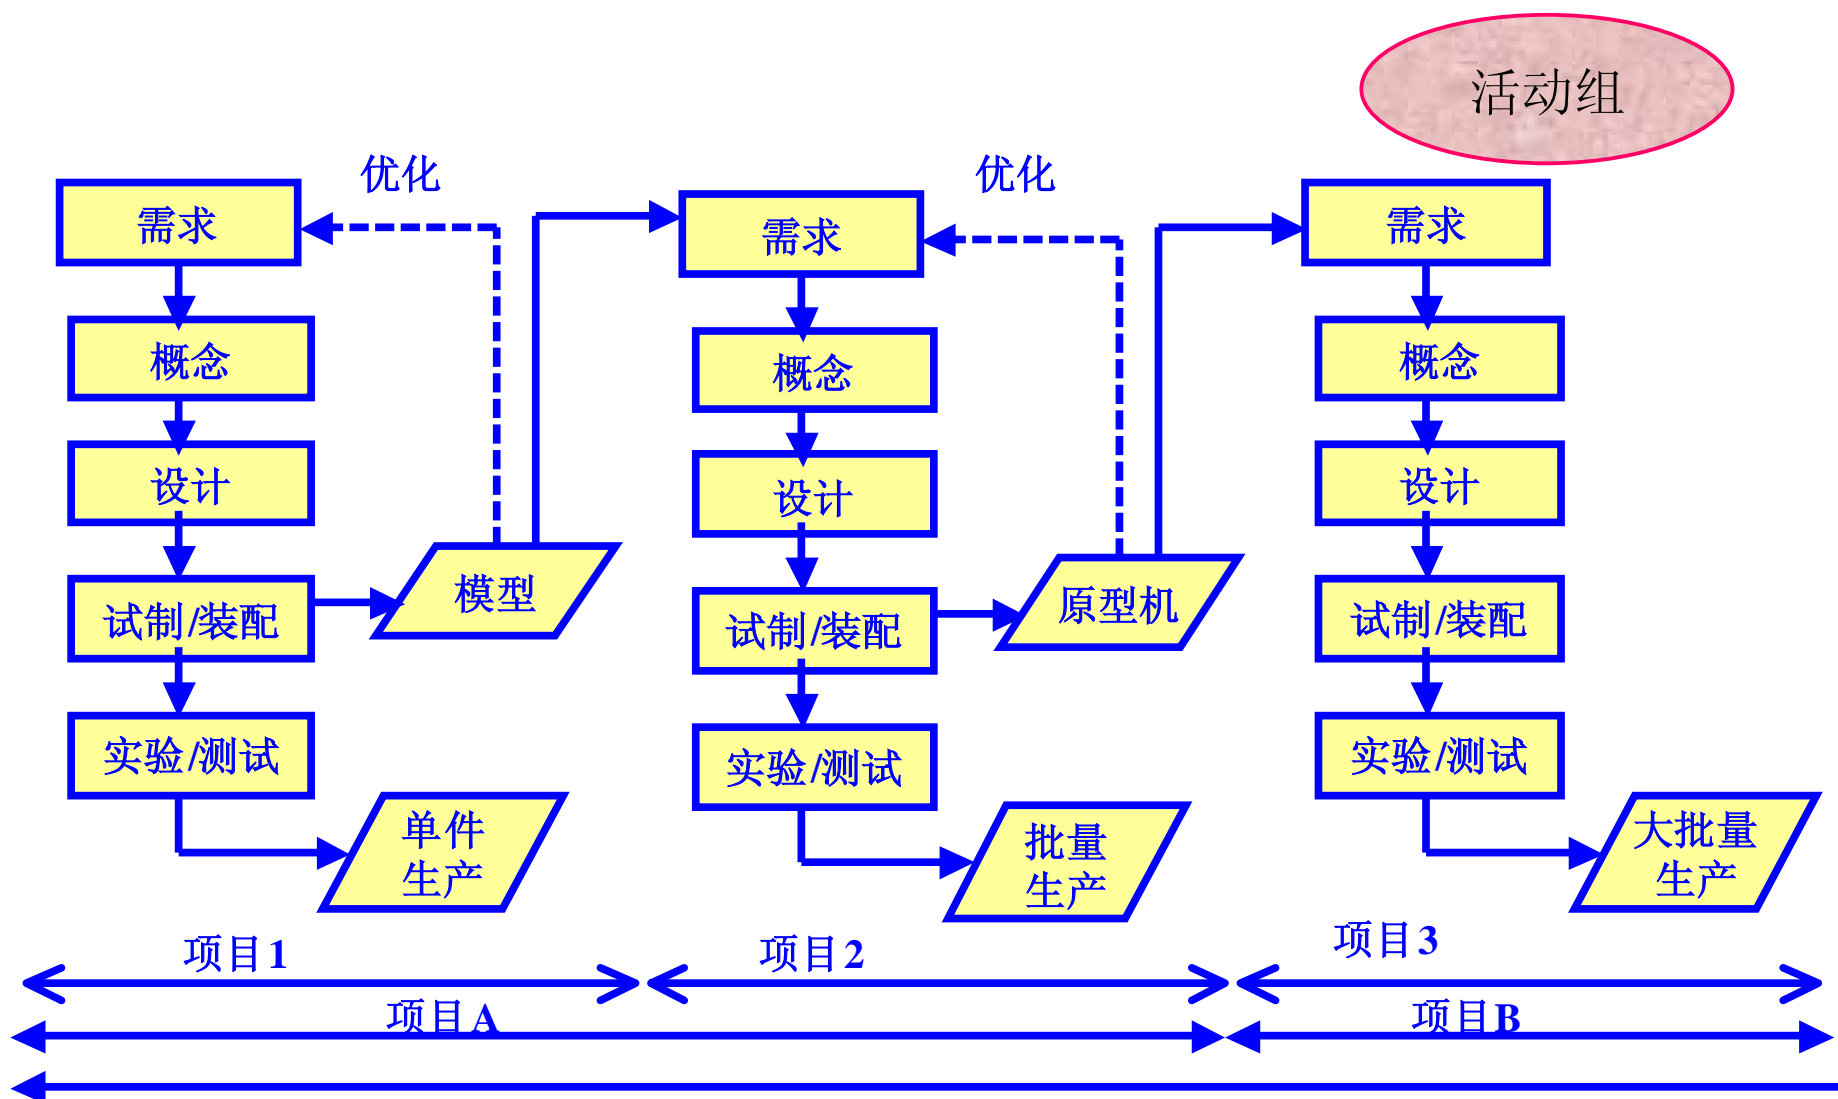 活动组
优化
优化
需求
概念
设计
试制/装配
实验/测试
模型
单件
生产
需求
概念
设计
试制/装配
实验/测试
原型机
批量
生产
需求
概念
设计
试制/装配
实验/测试
大批量
生产
项目1
项目2
项目3
项目A
项目B